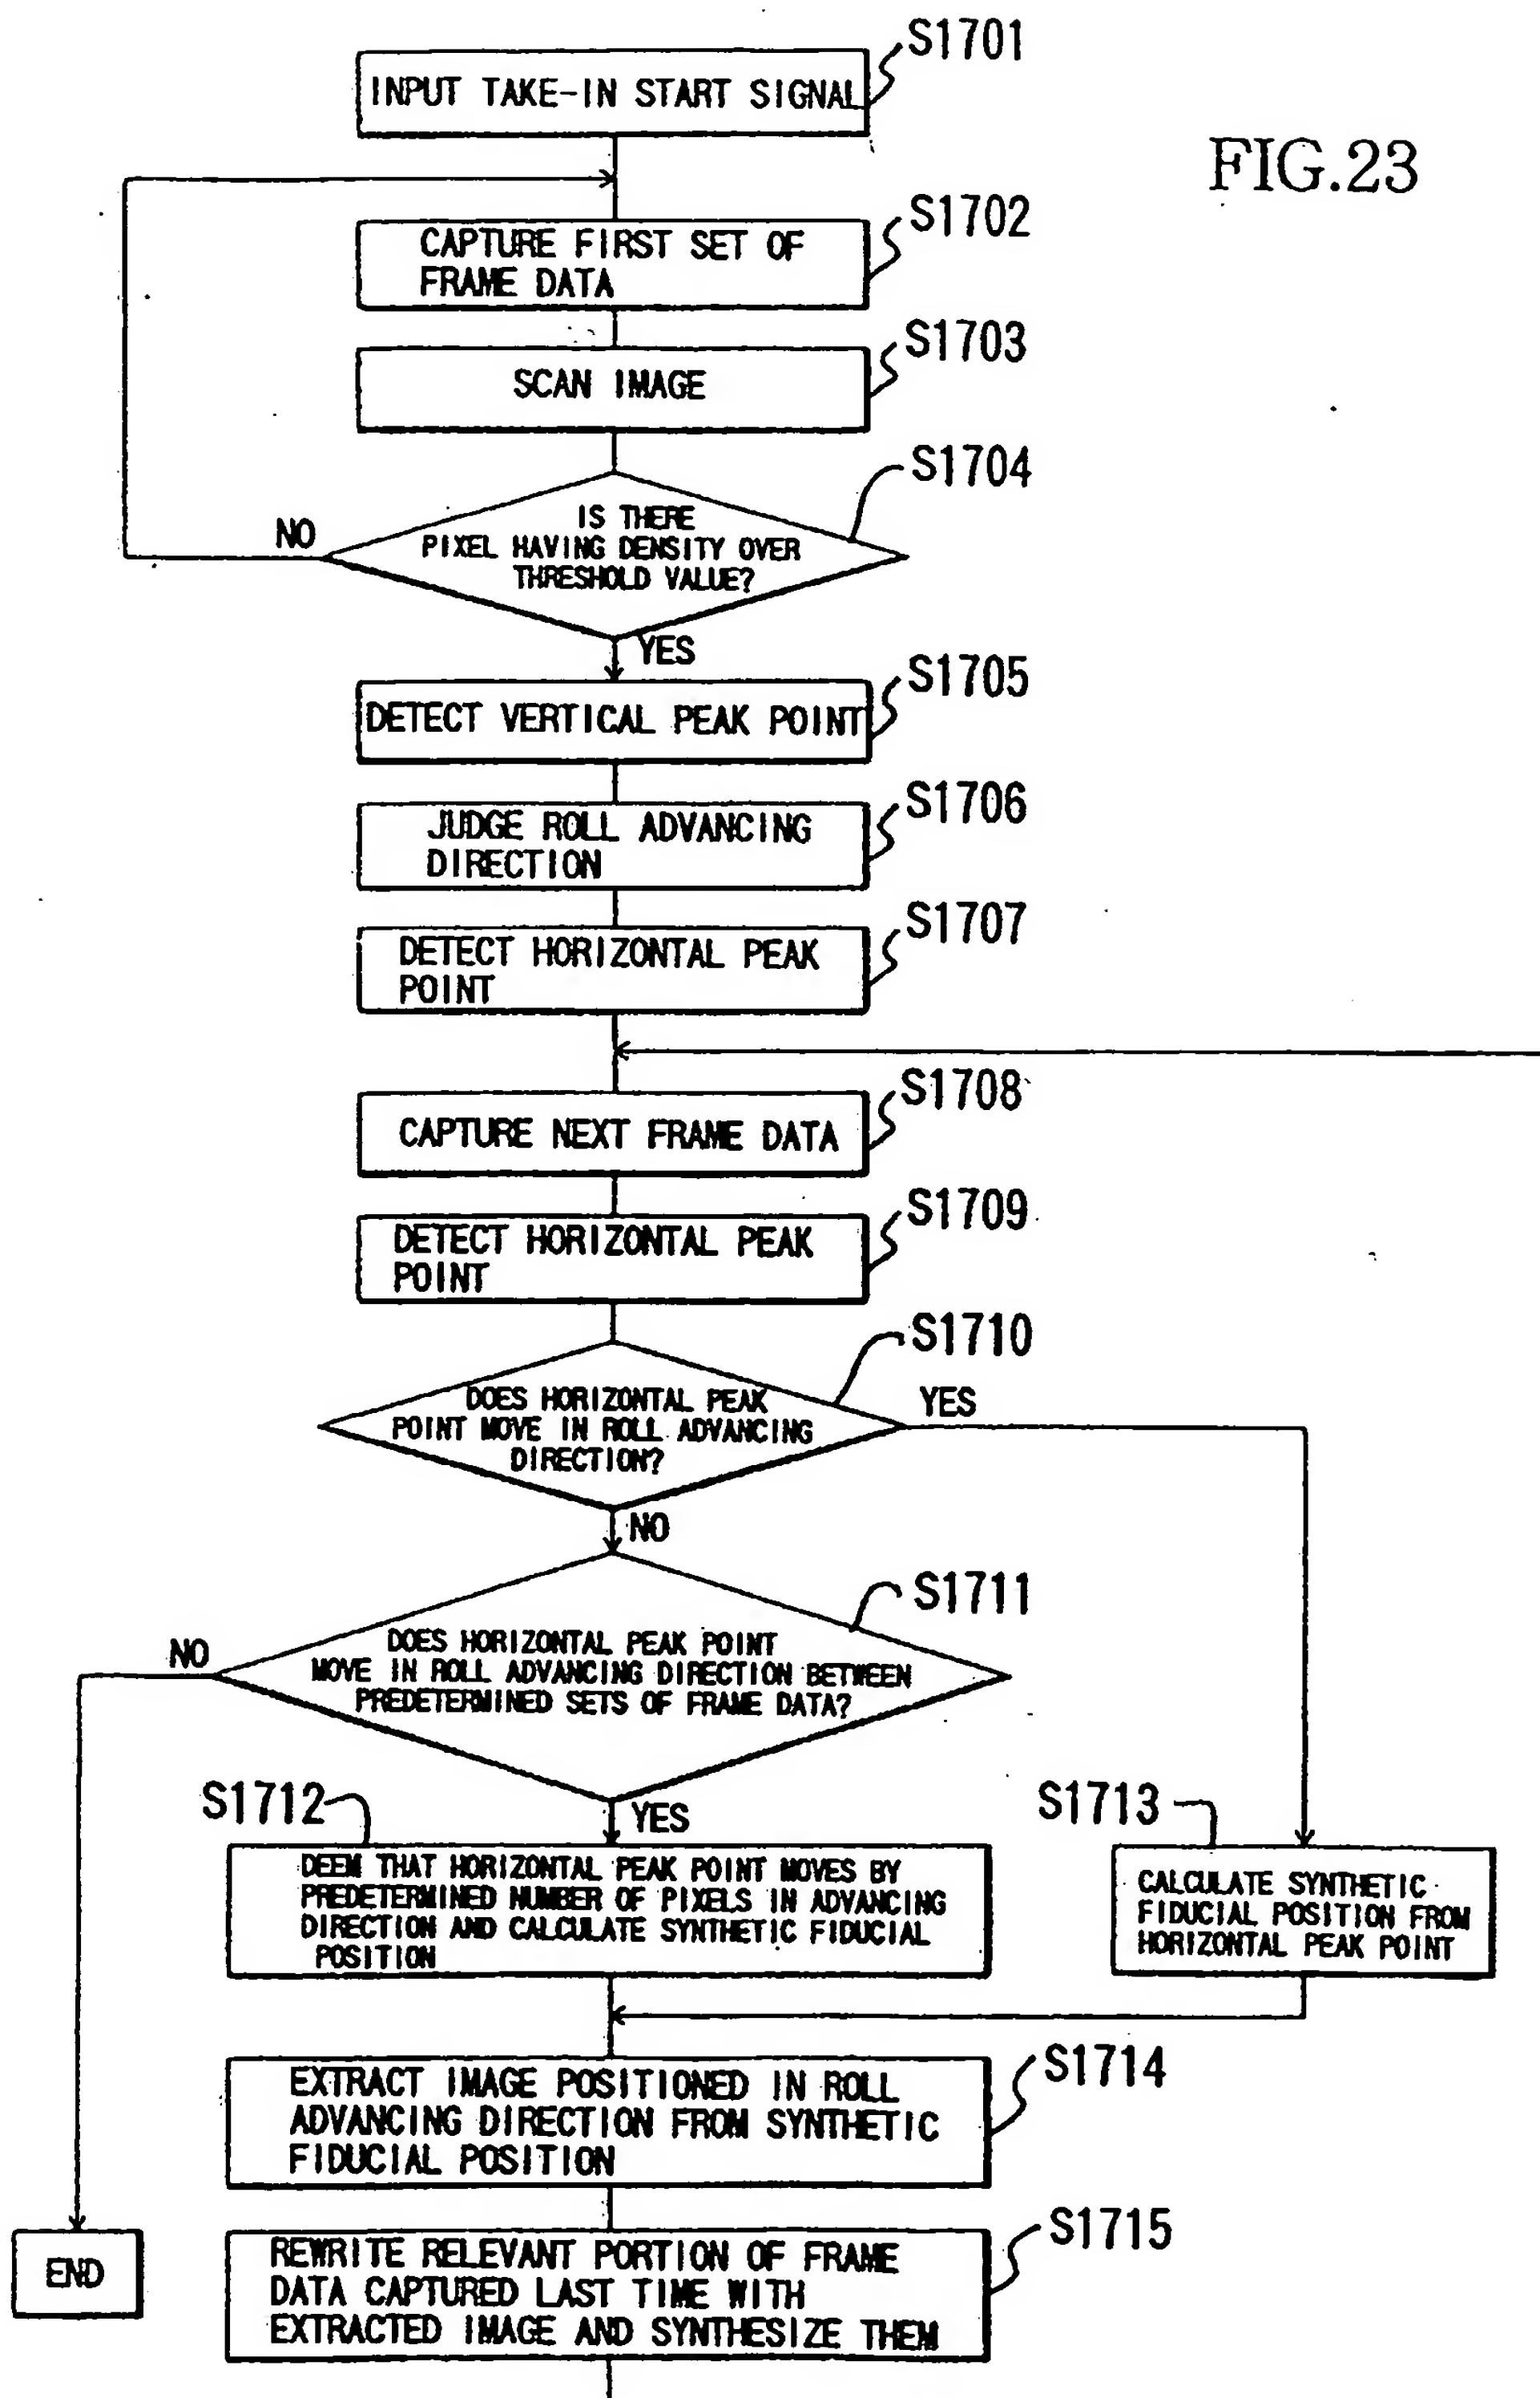 S1701
INPUT TAKE-IN START SIGNAL
FIG.23
S1702
CAPTURE FIRST SET OF
FRAME DATA
S1703
SCAN IMAGE
S1704
IS THERE
PIXEL HAVING DENSITY OVER
THRESHOLD VALUE?
NO
YES
S1705
DETECT VERTICAL PEAK POINT
S1706
JUDGE ROLL ADVANCING
DIRECTION
S1707
DETECT HORIZONTAL PEAK
POINT
S1708
CAPTURE NEXT FRAME DATA
S1709
DETECT HORIZONTAL PEAK
POINT
S1710
DOES HORIZONTAL PEAK
POINT MOVE IN ROLL ADVANCING
DIRECTION?
YES
NO
S1711
DOES HORIZONTAL PEAK POINT
MOVE IN ROLL ADVANCING DIRECTION BETWEEN
PREDETERMINED SETS OF FRAME DATA?
NO
YES
S1712
DEEM THAT HORIZONTAL PEAK POINT MOVES BY
PREDETERMINED NUMBER OF PIXELS IN ADVANCING
DIRECTION AND CALCULATE SYNTHETIC FIDUCIAL
POSITION
S1713
CALCULATE SYNTHETIC
FIDUCIAL POSITION FROM
HORIZONTAL PEAK POINT
S1714
EXTRACT IMAGE POSITIONED IN ROLL
ADVANCING DIRECTION FROM SYNTHETIC
FIDUCIAL POSITION
S1715
REWRITE RELEVANT PORTION OF FRAME
DATA CAPTURED LAST TIME WITH
EXTRACTED IMAGE AND SYNTHESIZE THEM
END